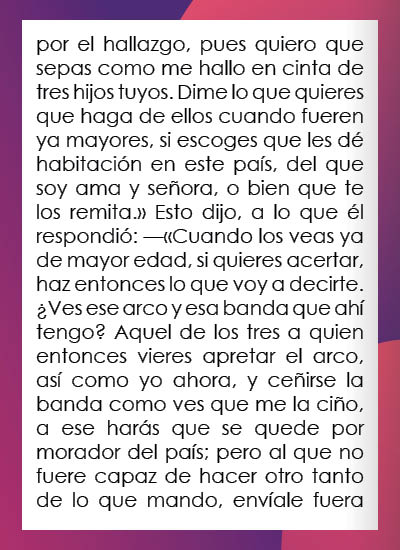 por el hallazgo, pues quiero que
sepas como me hallo en cinta de
tres hijos tuyos. Dime lo que quieres
que haga de ellos cuando fueren
ya mayores, si escoges que les dé
habitación en este país, del que
soy ama y señora, o bien que te
los remita.» Esto dijo, a lo que él
respondió: —«Cuando los veas ya
de mayor edad, si quieres acertar,
haz entonces lo que voy a decirte.
¿Ves ese arco y esa banda que ahí
tengo? Aquel de los tres a quien
entonces vieres apretar el arco,
así como yo ahora, y ceñirse la
banda como ves que me la ciño,
a ese harás que se quede por
morador del país; pero al que no
fuere capaz de hacer otro tanto
de lo que mando, envíale fuera